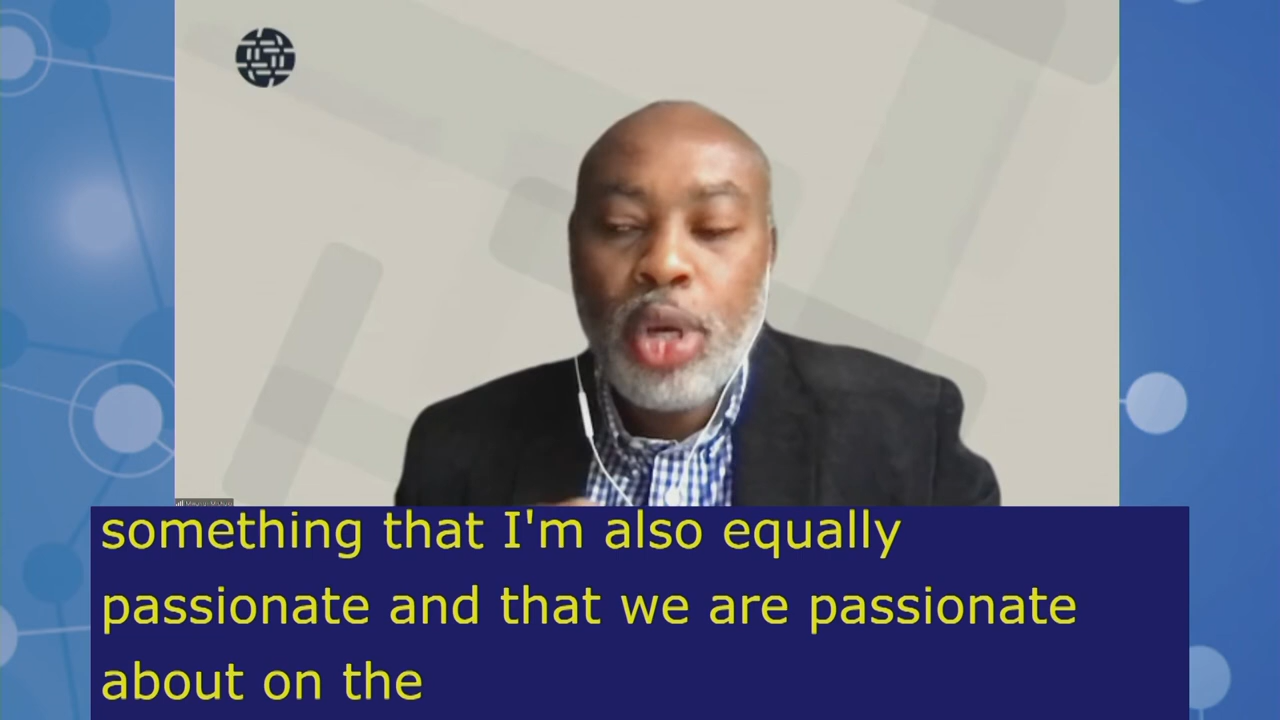 something that I'm also equally
passionate and that we are passionate
about on the